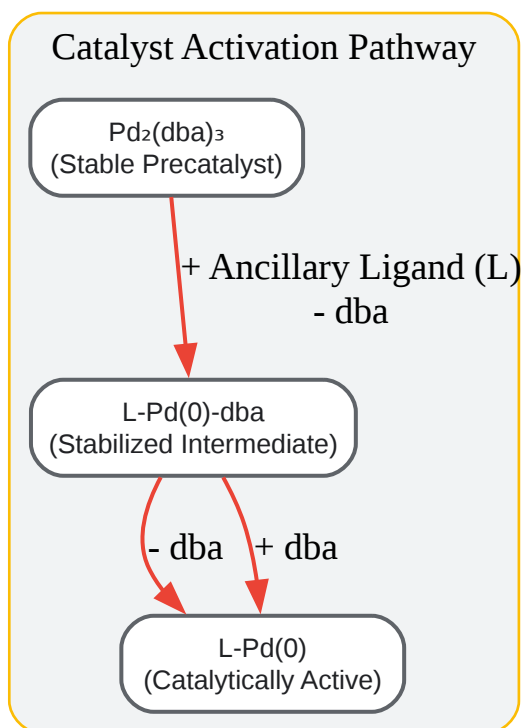 Catalyst Activation Pathway
Pd₂(dba)₃
(Stable Precatalyst)
+ Ancillary Ligand (L)
- dba
L-Pd(0)-dba
(Stabilized Intermediate)
- dba
+ dba
L-Pd(0)
(Catalytically Active)